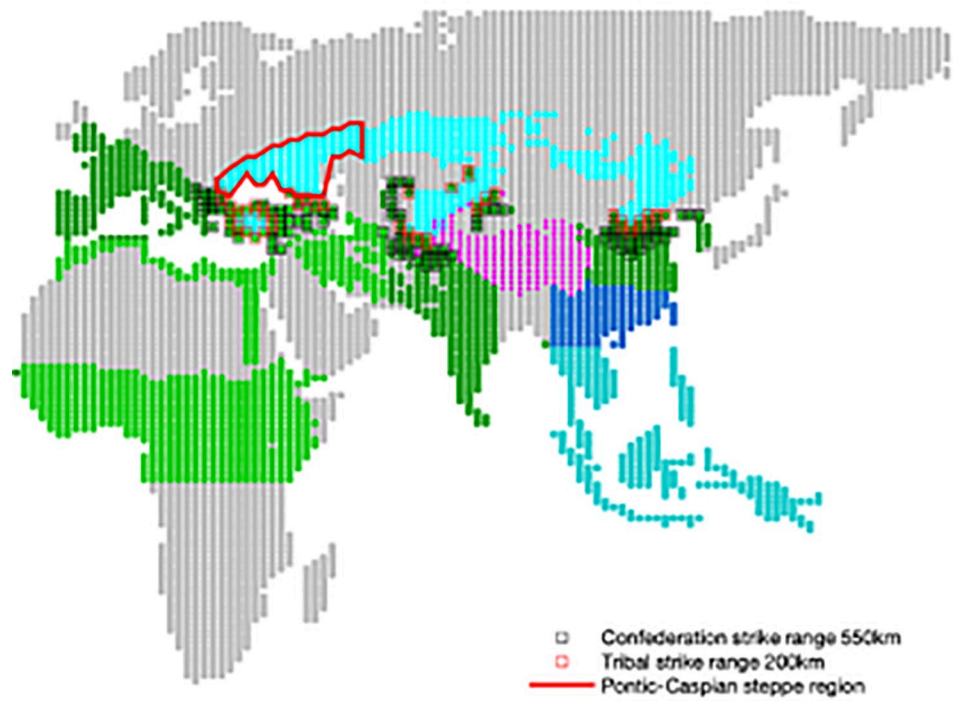 Confederation strike range 550km
Tribal strike range 200km
Pontic-Caspian steppe region